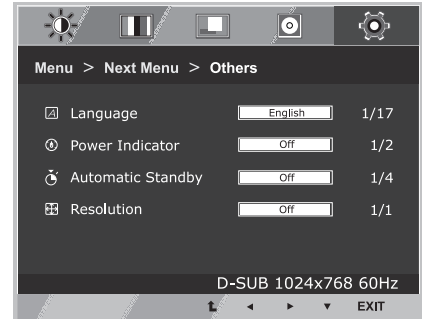 Menu > Next Menu > Others
Language English 1/17
Power Indicator Off 1/2
Automatic Standby Off 1/4
Resolution Off 1/1
D-SUB 1024x768 60Hz
EXIT